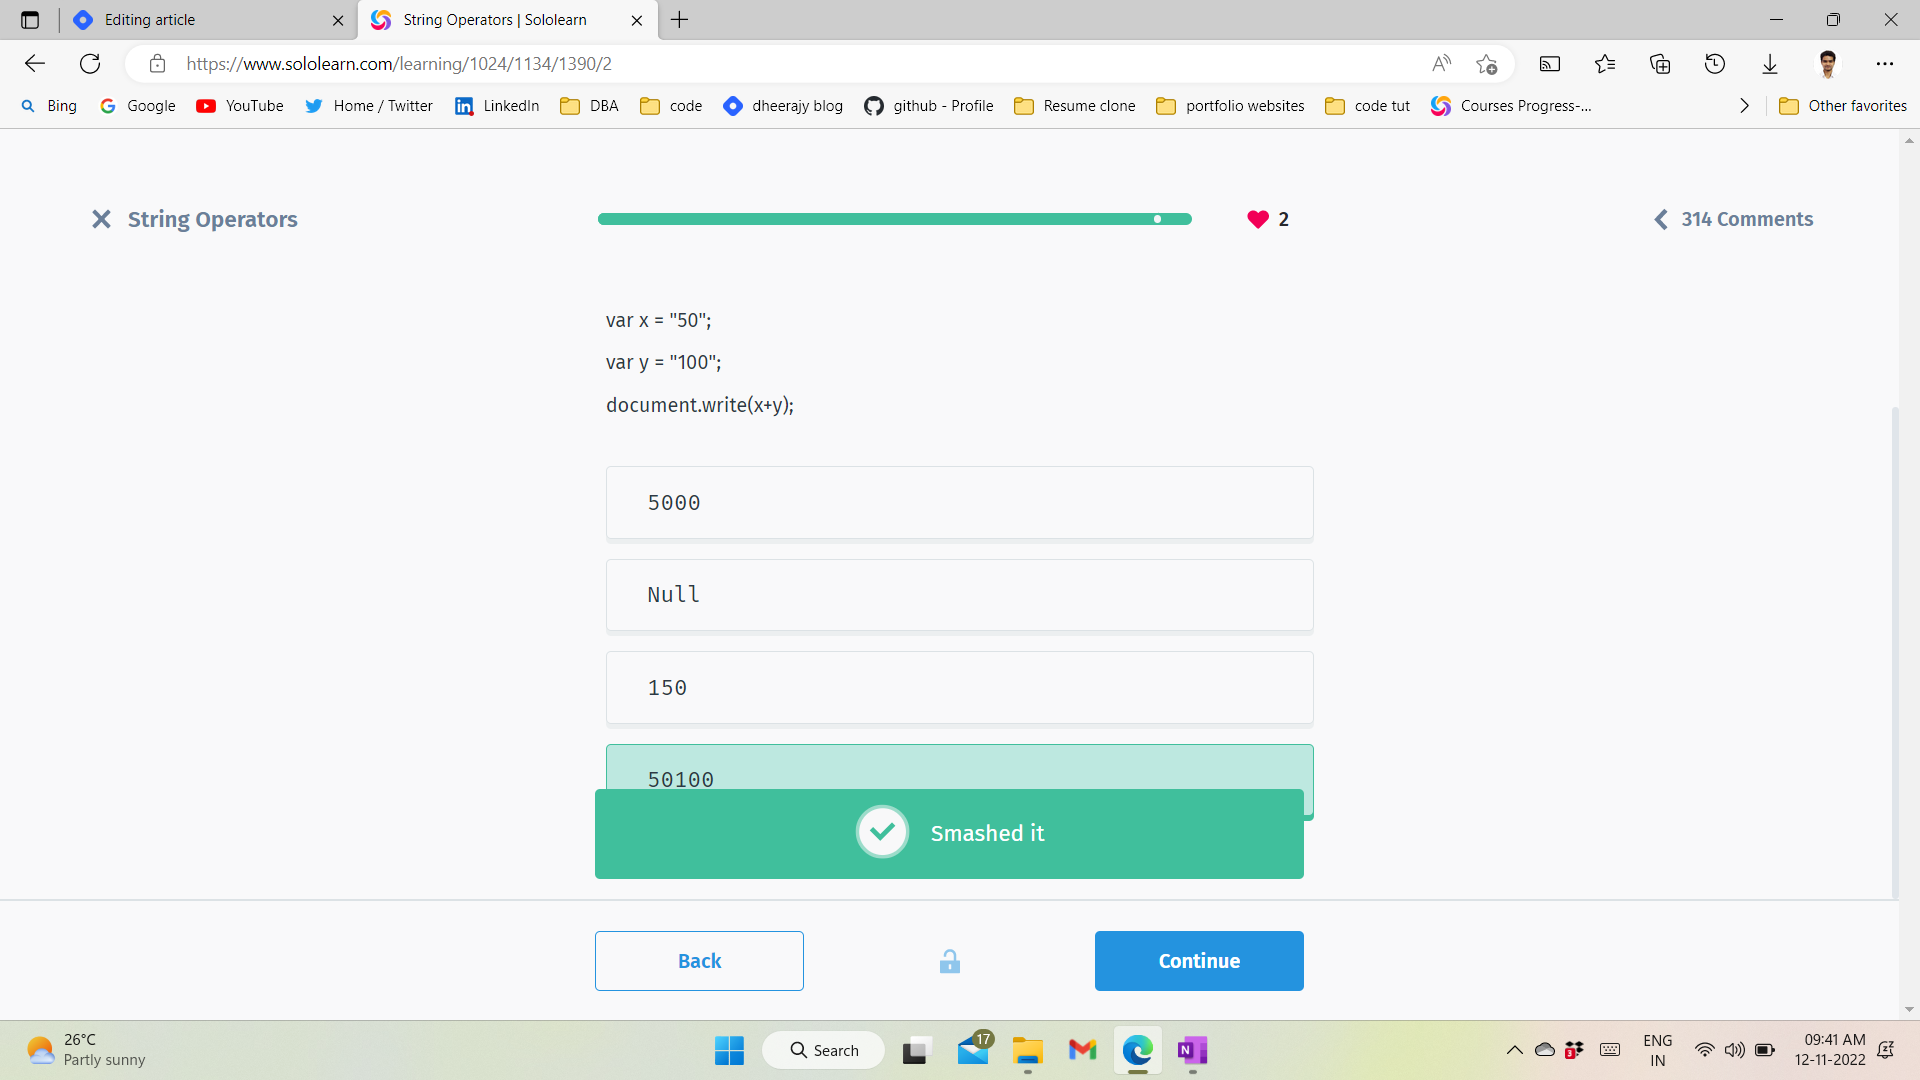 Editing article
String Operators | Sololearn
https://www.sololearn.com/learning/1024/1134/1390/2
Bing
Google
YouTube
Home / Twitter
LinkedIn
DBA
code
dheerajy blog
github - Profile
Resume clone
portfolio websites
code tut
Courses Progress-...
Other favorites
String Operators
2
314 Comments
var x = "50";
var y = "100";
document.write(x+y);
5000
Null
150
50100
Smashed it
Back
Continue
26°C
Partly sunny
Search
17
3
ENG
IN
09:41 AM
12-11-2022